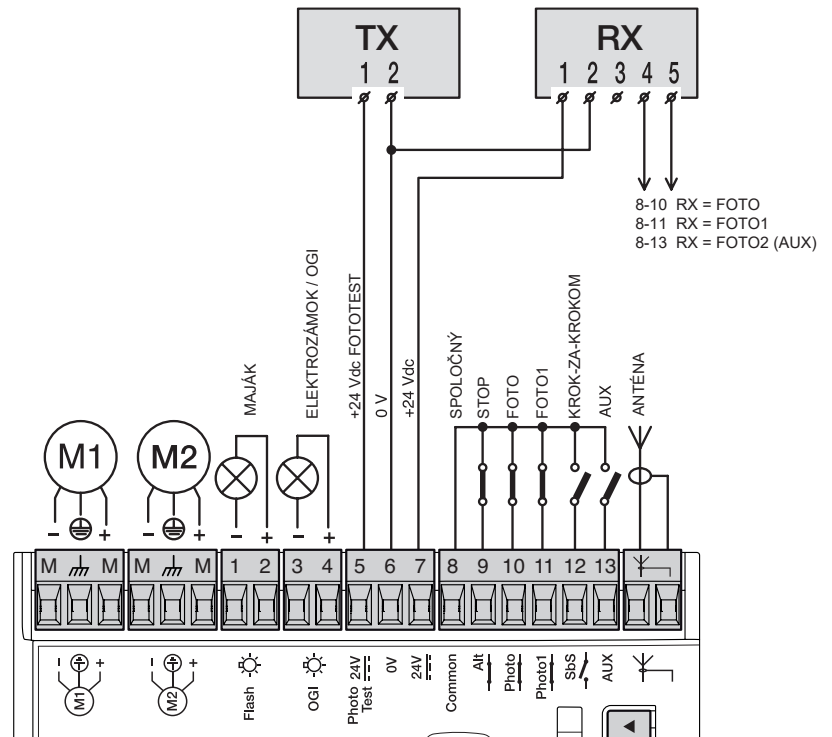 TX
1 2
RX
1 2 3 4 5
8-10 RX = FOTO
8-11 RX = FOTO1
8-13 RX = FOTO2 (AUX)
MAJÁK
ELEKTROZÁMOK / OGI
+24 Vdc FOTOTEST
0 V
+24 Vdc
SPOLOČNÝ
STOP
FOTO
FOTO1
KROK-ZA-KROKOM
AUX
ANTÉNA
M1
M2
- +
- +
- +
- +
M M M M 1 2 3 4 5 6 7 8 9 10 11 12 13
- +
M1
- +
M2
Flash
OGI
Photo 24V
Test
0V
24V
Common
Alt
Photo
Photo1
SbS
AUX